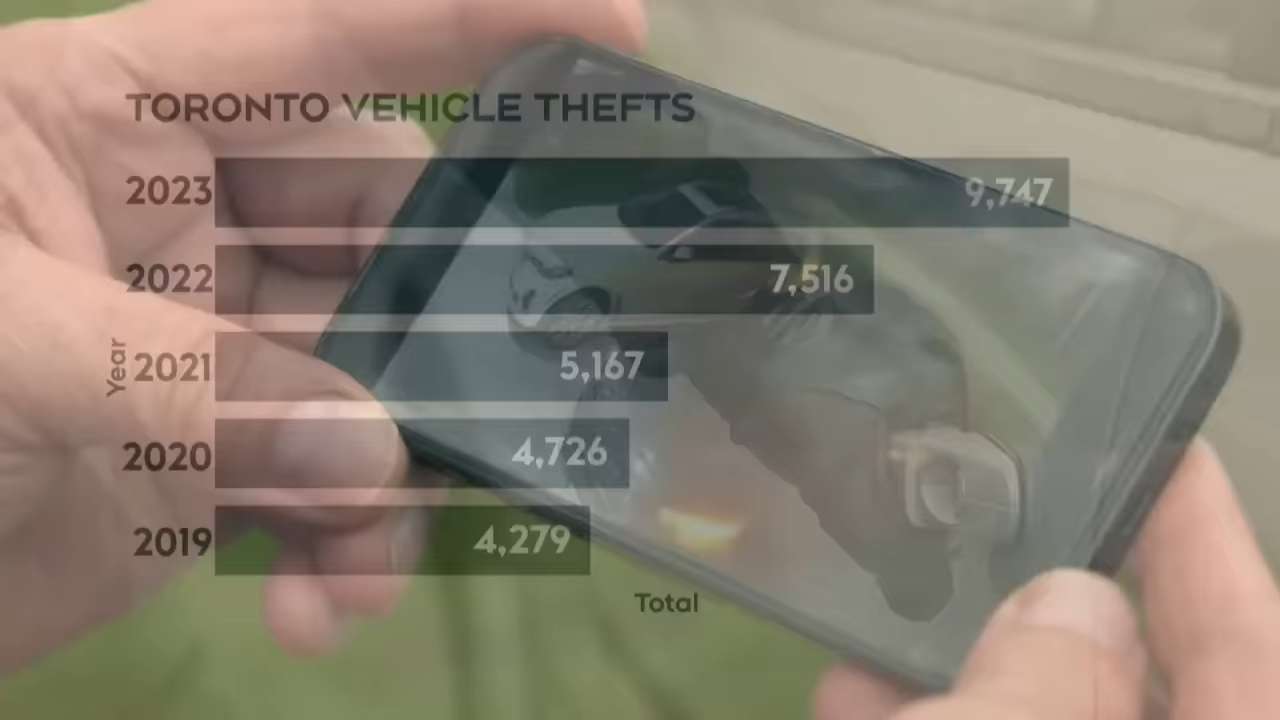 TORONTO VEHICLE THEFTS
2023 9,747
2022 7,516
Year 2021 5,167
2020 4,726
2019 4,279
Total